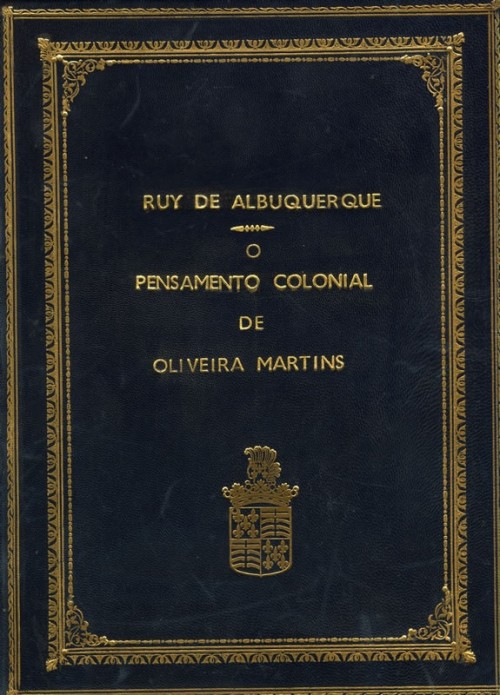 RUY DE ALBUQUERQUE
O
PENSAMENTO COLONIAL
DE
OLIVEIRA MARTINS